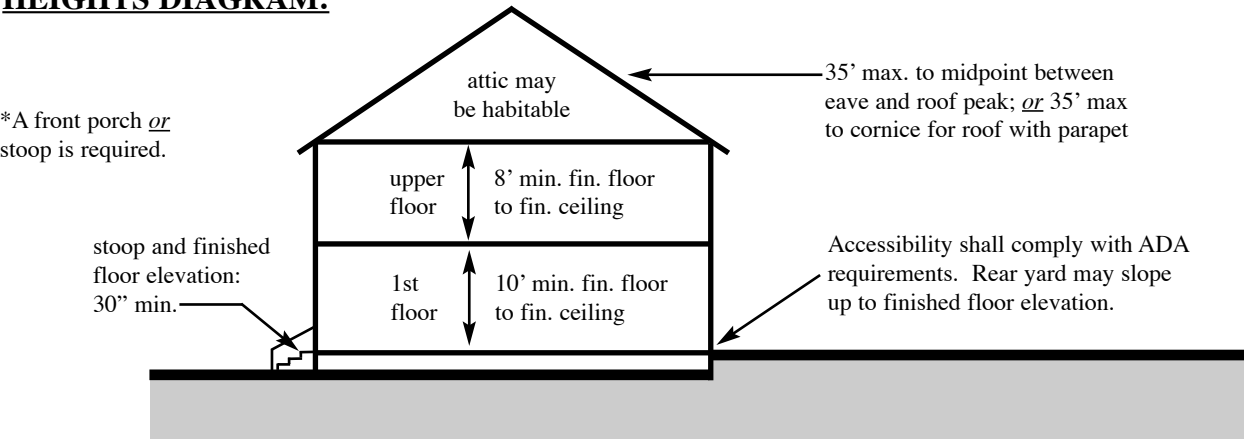 HEIGHTS DIAGRAM:
attic may
be habitable
35’ max. to midpoint between
eave and roof peak; or 35’ max
to cornice for roof with parapet
*A front porch or
stoop is required.
upper
floor
8’ min. fin. floor
to fin. ceiling
stoop and finished
floor elevation:
30” min.
1st
floor
10’ min. fin. floor
to fin. ceiling
Accessibility shall comply with ADA
requirements. Rear yard may slope
up to finished floor elevation.